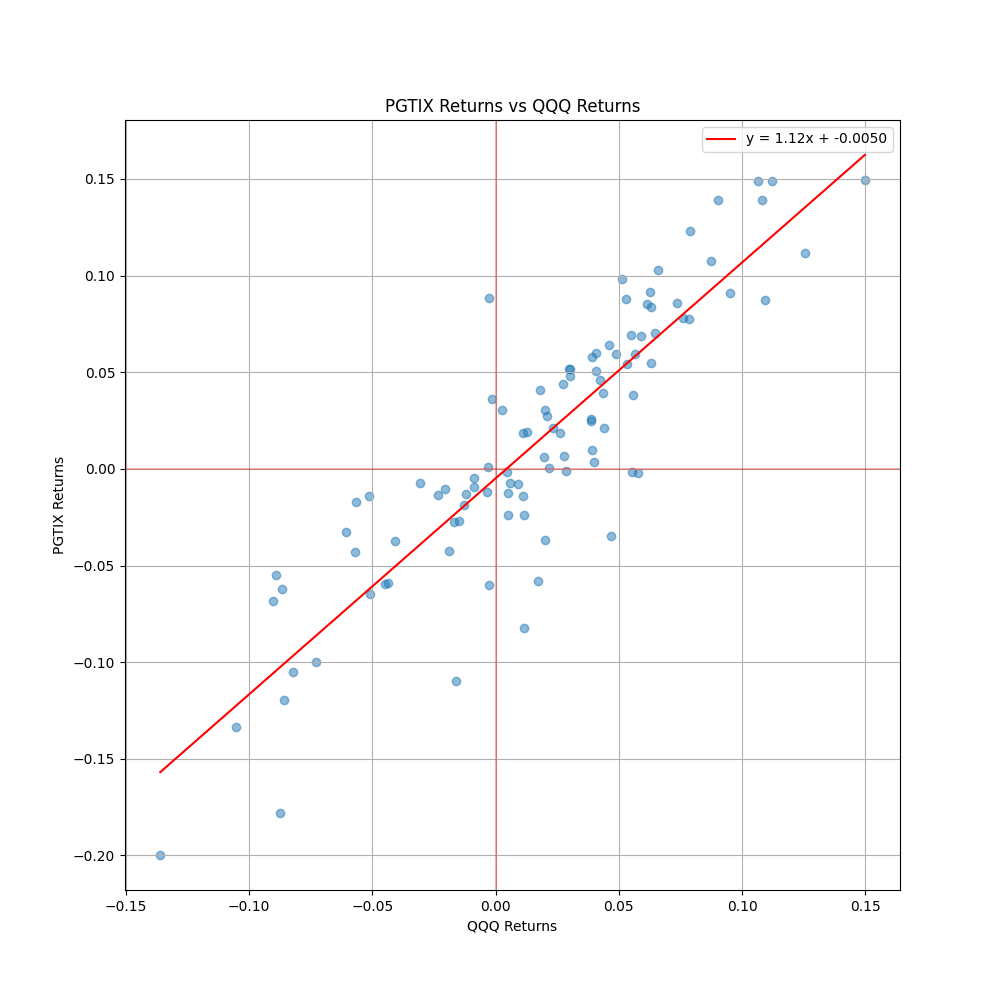 PGTIX Returns vs QQQ Returns
y = 1.12x + -0.0050
0.15
0.10
0.05
0.00
−0.05
−0.10
−0.15
−0.20
PGTIX Returns
−0.15 −0.10 −0.05 0.00 0.05 0.10 0.15
QQQ Returns